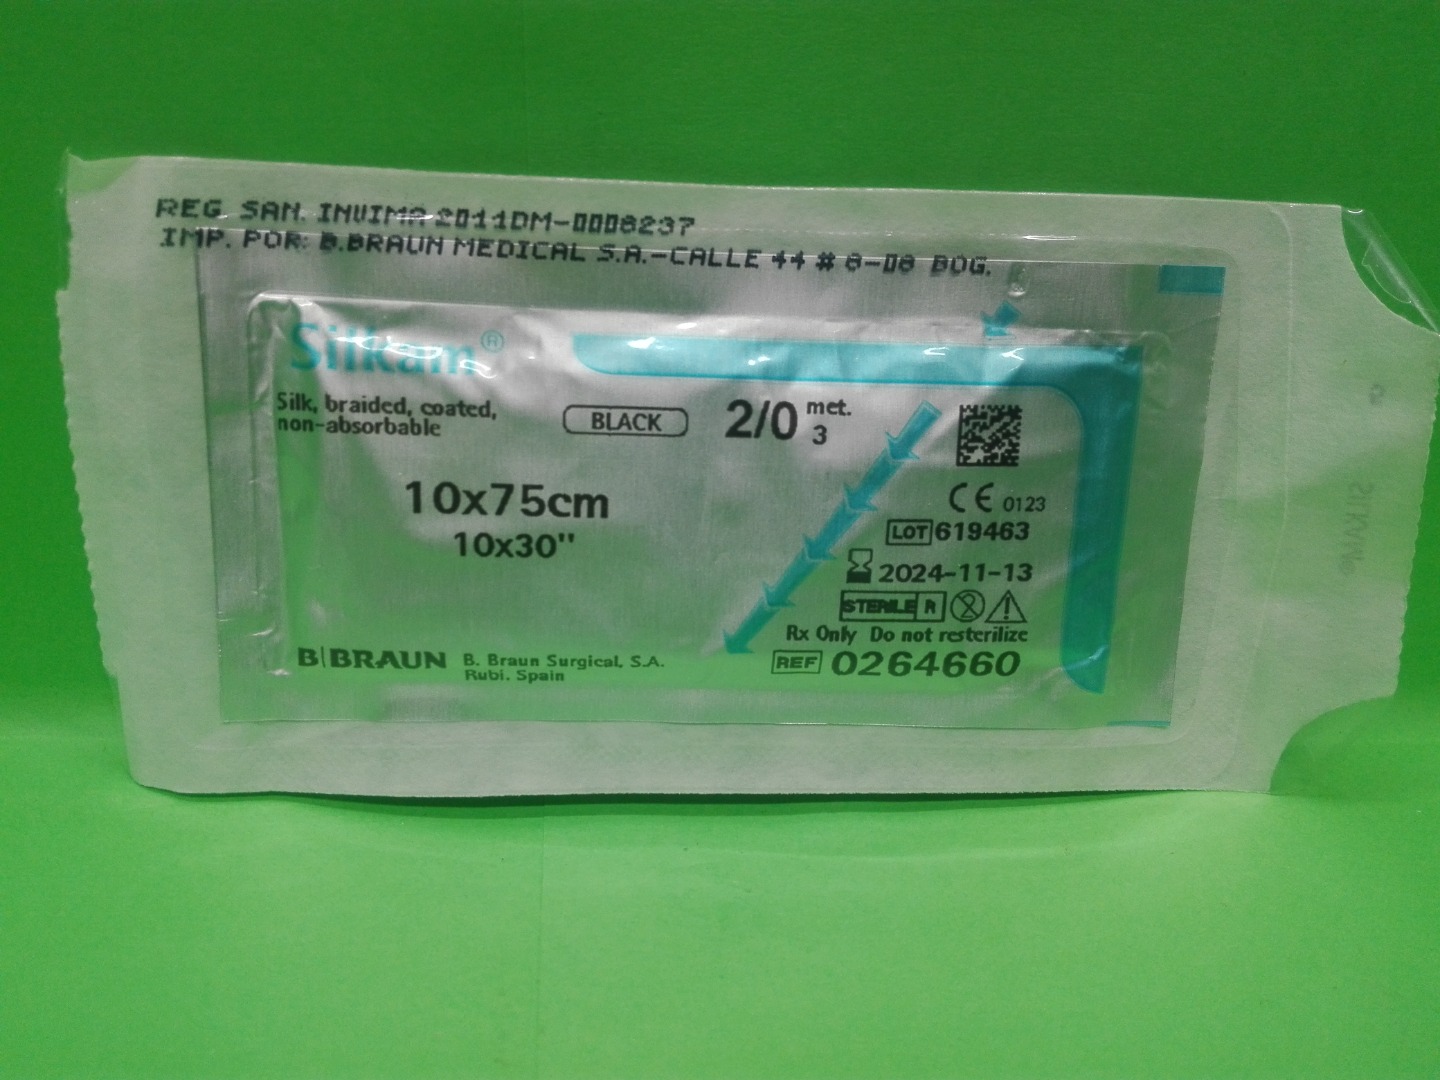 REG. SAN. INVIMA 2011DM-0008237
IMP. POR: B.BRAUN MEDICAL S.A.-CALLE 44 # 8-08 BOG.
Silkam®
Silk, braided, coated,
non-absorbable
BLACK
2/0 met.
3
10x75cm
10x30"
CE 0123
LOT 619463
2024-11-13
STERILE R
Rx Only Do not resterilize
REF 0264660
B|BRAUN B. Braun Surgical, S.A.
Rubi. Spain